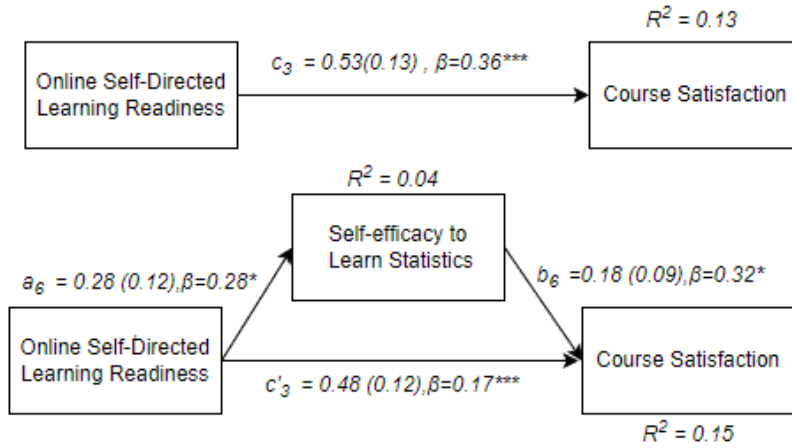 R² = 0.13
c₃ = 0.53(0.13) , β=0.36***
Online Self-Directed
Learning Readiness
Course Satisfaction
R² = 0.04
Self-efficacy to
Learn Statistics
a₆ = 0.28 (0.12),β=0.28*
b₆ =0.18 (0.09),β=0.32*
Online Self-Directed
Learning Readiness
Course Satisfaction
c'₃ = 0.48 (0.12),β=0.17***
R² = 0.15